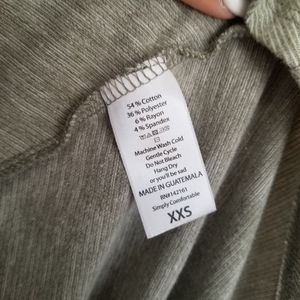 54 % Cotton
36 % Polyester
6 % Rayon
4 % Spandex
Machine Wash Cold
Gentle Cycle
Do Not Bleach
Hang Dry
or you'll be sad
MADE IN GUATEMALA
RN#142161
Simply Comfortable
XXS